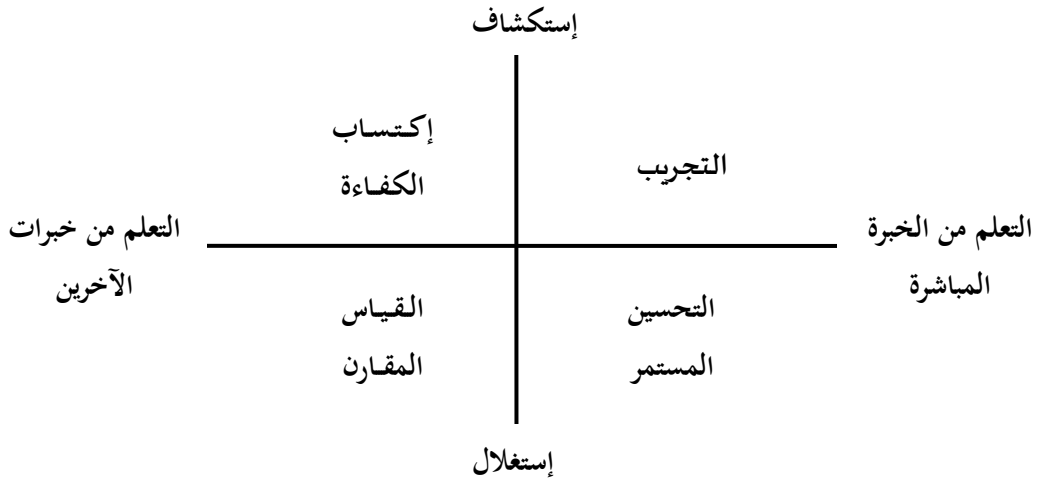 إستكشاف
التجريب
إكتساب
الكفاءة
التعلم من الخبرة
المباشرة
التعلم من خبرات
الآخرين
التحسين
المستمر
القياس
المقارن
إستغلال